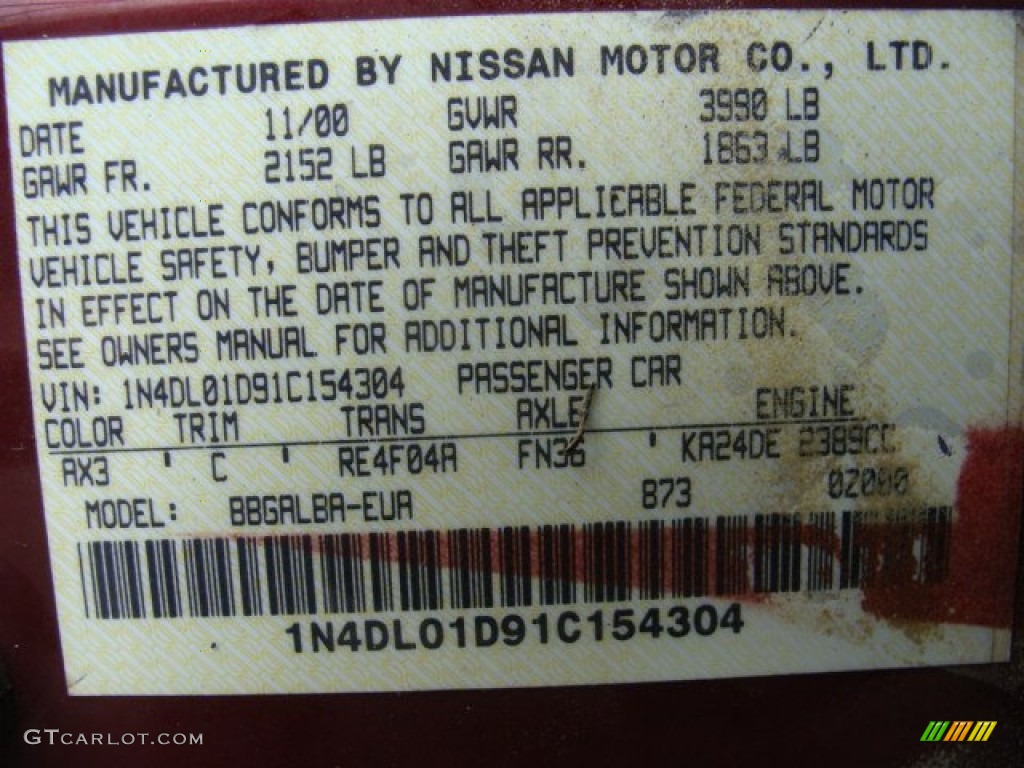 MANUFACTURED BY NISSAN MOTOR CO., LTD.
DATE 11/00 GVWR 3990 LB
GAWR FR. 2152 LB GAWR RR. 1863 LB
THIS VEHICLE CONFORMS TO ALL APPLICABLE FEDERAL MOTOR
VEHICLE SAFETY, BUMPER AND THEFT PREVENTION STANDARDS
IN EFFECT ON THE DATE OF MANUFACTURE SHOWN ABOVE.
SEE OWNERS MANUAL FOR ADDITIONAL INFORMATION.
VIN: 1N4DL01D91C154304 PASSENGER CAR
COLOR TRIM TRANS AXLE ENGINE
AX3 ' C ' RE4F04A FN36 ' KA24DE 2389CC
MODEL: BBGALBA-EUA B73 02000
1N4DL01D91C154304
GTCARLOT.COM